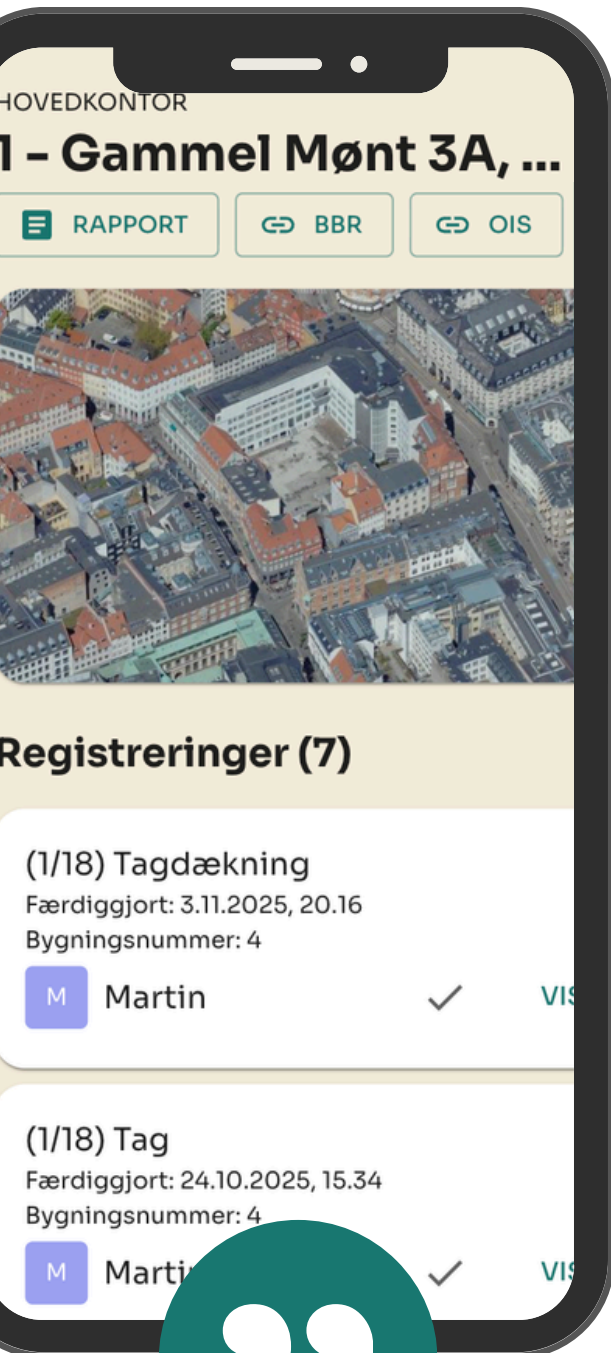 HOVEDKONTOR
1 – Gammel Mønt 3A, ...
RAPPORT
BBR
OIS
Registreringer (7)
(1/18) Tagdækning
Færdiggjort: 3.11.2025, 20.16
Bygningsnummer: 4
M Martin
(1/18) Tag
Færdiggjort: 24.10.2025, 15.34
Bygningsnummer: 4
M